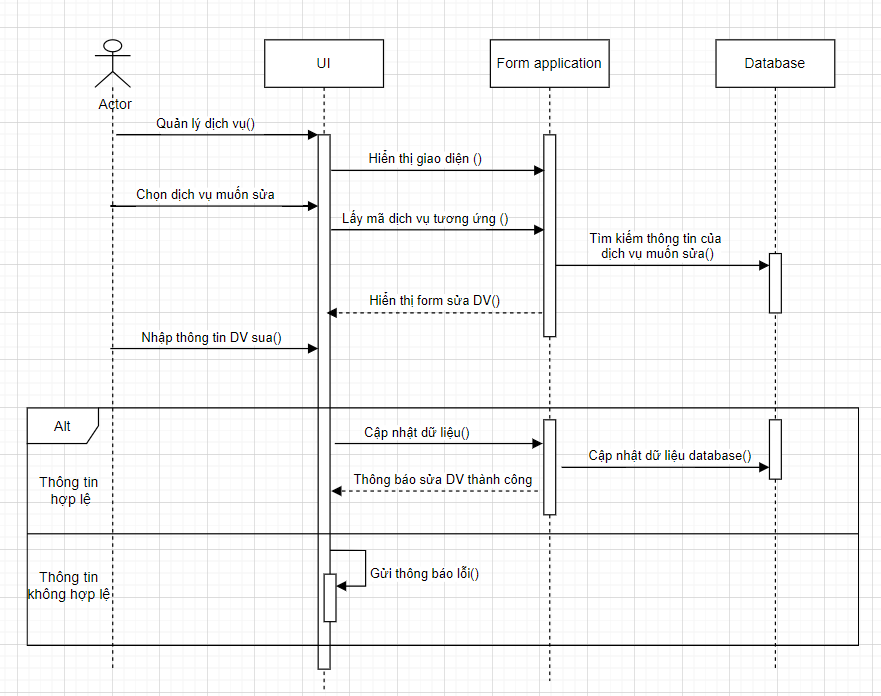 UI
Form application
Database
Actor
Quản lý dịch vụ()
Hiển thị giao diện ()
Chọn dịch vụ muốn sửa
Lấy mã dịch vụ tương ứng ()
Tìm kiếm thông tin của
dịch vụ muốn sửa()
Hiển thị form sửa DV()
Nhập thông tin DV sua()
Alt
Cập nhật dữ liệu()
Cập nhật dữ liệu database()
Thông báo sửa DV thành công
Thông tin
hợp lệ
Gửi thông báo lỗi()
Thông tin
không hợp lệ